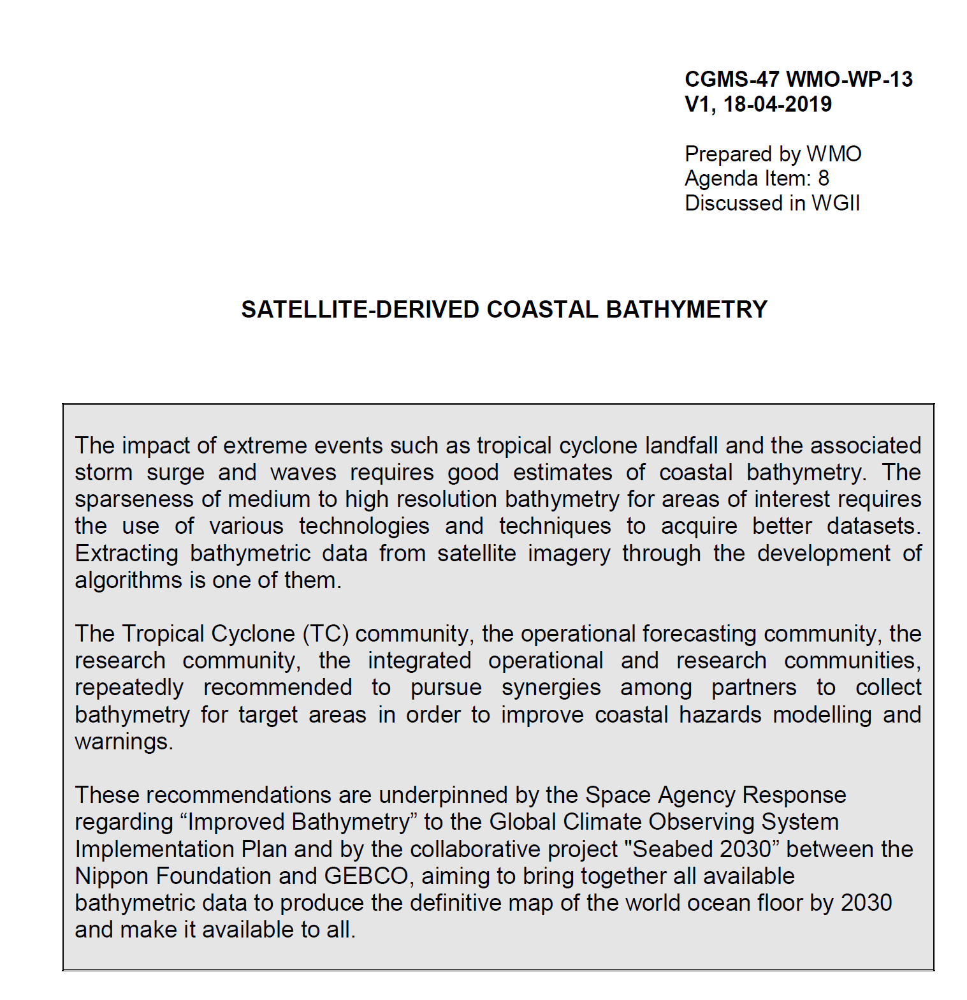 CGMS-47 WMO-WP-13
V1, 18-04-2019
Prepared by WMO
Agenda Item: 8
Discussed in WGII
SATELLITE-DERIVED COASTAL BATHYMETRY
The impact of extreme events such as tropical cyclone landfall and the associated
storm surge and waves requires good estimates of coastal bathymetry. The
sparseness of medium to high resolution bathymetry for areas of interest requires
the use of various technologies and techniques to acquire better datasets.
Extracting bathymetric data from satellite imagery through the development of
algorithms is one of them.
The Tropical Cyclone (TC) community, the operational forecasting community, the
research community, the integrated operational and research communities,
repeatedly recommended to pursue synergies among partners to collect
bathymetry for target areas in order to improve coastal hazards modelling and
warnings.
These recommendations are underpinned by the Space Agency Response
regarding “Improved Bathymetry” to the Global Climate Observing System
Implementation Plan and by the collaborative project "Seabed 2030” between the
Nippon Foundation and GEBCO, aiming to bring together all available
bathymetric data to produce the definitive map of the world ocean floor by 2030
and make it available to all.